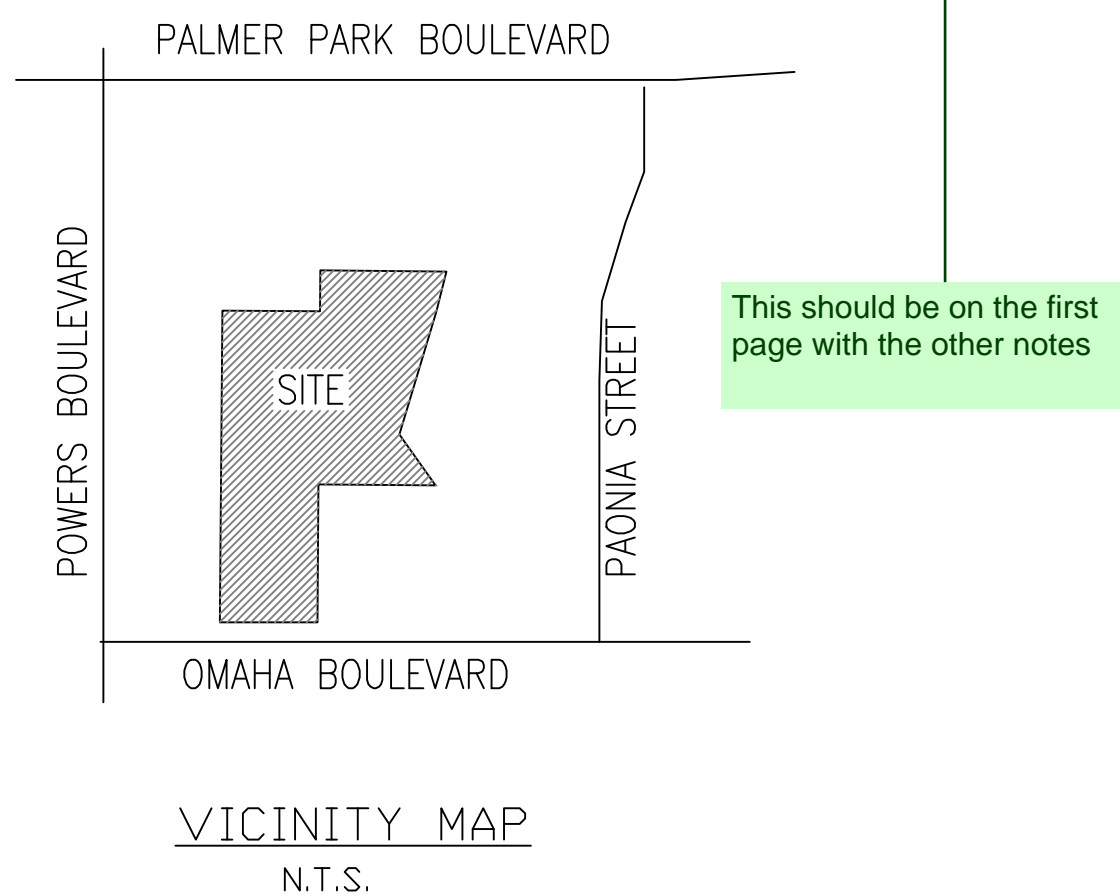 PALMER PARK BOULEVARD
POWERS BOULEVARD
SITE
PAONIA STREET
This should be on the first
page with the other notes
OMAHA BOULEVARD
VICINITY MAP
N.T.S.